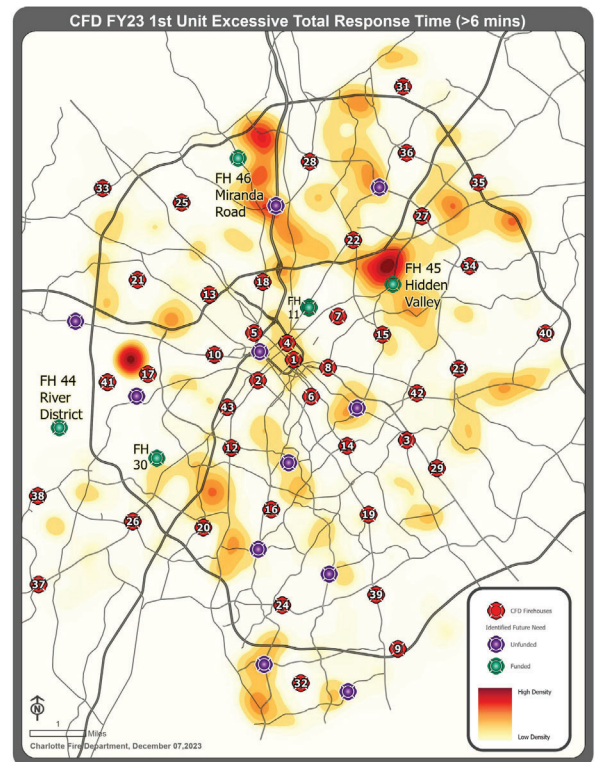 CFD FY23 1st Unit Excessive Total Response Time (>6 mins)
31
36
28
FH 46
Miranda
Road
33
25
35
27
22
34
FH 45
Hidden
Valley
21
18
13
FH
11
7
5
15
40
4
1
10
8
17
23
41
2
42
6
FH 44
River
District
43
3
12
14
FH
30
29
38
16
19
26
20
37
39
24
9
32
CFD Firehouses
Identified Future Need
Unfunded
Funded
High Density
Low Density
N
1
Miles
Charlotte Fire Department, December 07,2023